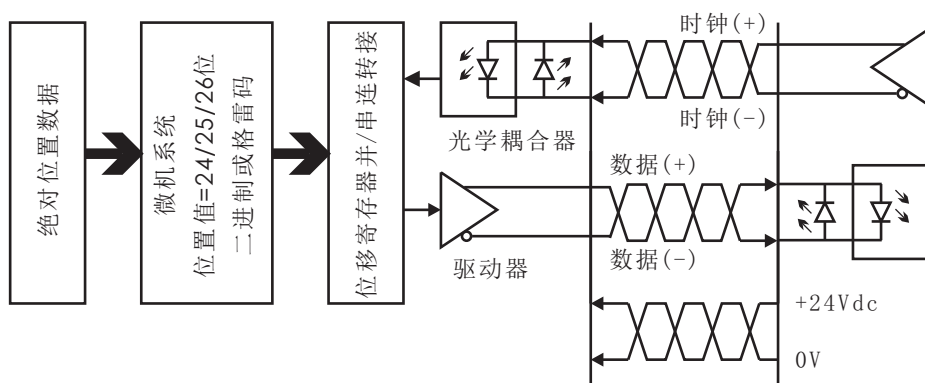 绝对位置数据
微机系统
位置值=24/25/26位
二进制或格雷码
位移寄存器并/串连转接
光学耦合器
驱动器
时钟(+)
时钟(-)
数据(+)
数据(-)
+24Vdc
0V